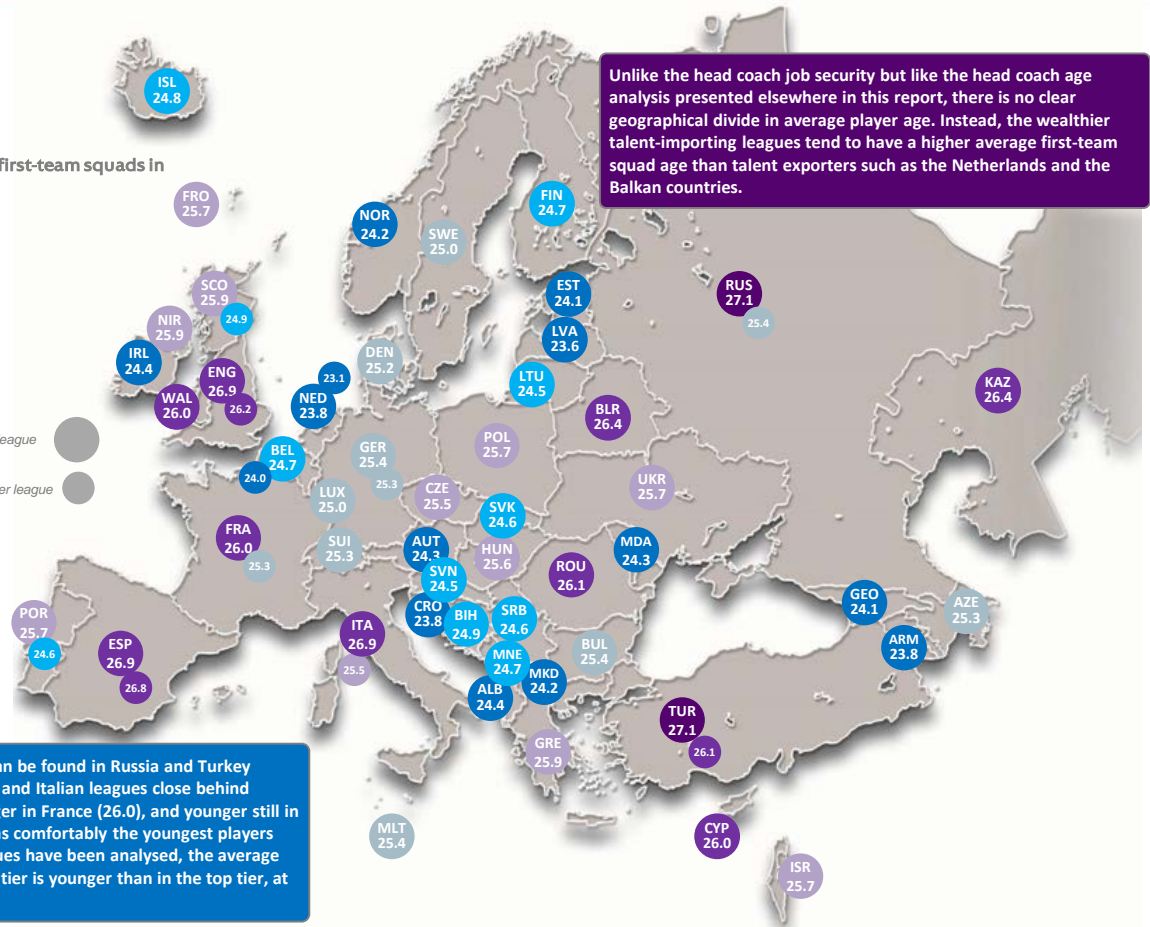 ISL
24.8
Unlike the head coach job security but like the head coach age
analysis presented elsewhere in this report, there is no clear
geographical divide in average player age. Instead, the wealthier
talent-importing leagues tend to have a higher average first-team
squad age than talent exporters such as the Netherlands and the
Balkan countries.
first-team squads in
FRO
25.7
NOR
24.2
SWE
25.0
FIN
24.7
SCO
25.9
24.9
NIR
25.9
IRL
24.4
ENG
26.9
26.2
WAL
26.0
EST
24.1
LVA
23.6
LTU
24.5
RUS
27.1
25.4
DEN
25.2
23.1
NED
23.8
BLR
26.4
KAZ
26.4
eague
er league
BEL
24.7
24.0
GER
25.4
25.3
POL
25.7
LUX
25.0
CZE
25.5
UKR
25.7
SVK
24.6
FRA
26.0
25.3
SUI
25.3
AUT
24.3
HUN
25.6
MDA
24.3
SVN
24.5
ROU
26.1
CRO
23.8
BIH
24.9
SRB
24.6
GEO
24.1
AZE
25.3
ARM
23.8
POR
25.7
24.6
ESP
26.9
26.8
ITA
26.9
25.5
MNE
24.7
BUL
25.4
MKD
24.2
ALB
24.4
TUR
27.1
26.1
GRE
25.9
MLT
25.4
CYP
26.0
ISR
25.7
an be found in Russia and Turkey
and Italian leagues close behind
ger in France (26.0), and younger still in
as comfortably the youngest players
ues have been analysed, the average
tier is younger than in the top tier, at